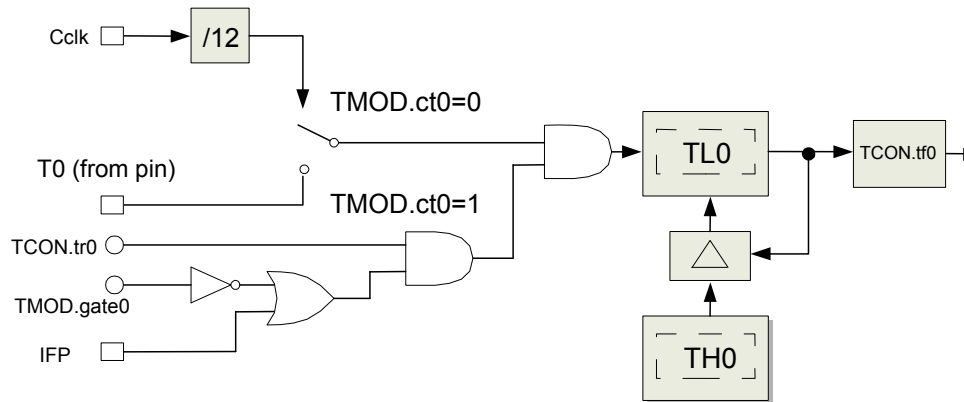 Cclk
/12
TMOD.ct0=0
T0 (from pin)
TL0
TCON.tf0
TMOD.ct0=1
TCON.tr0
TMOD.gate0
IFP
TH0